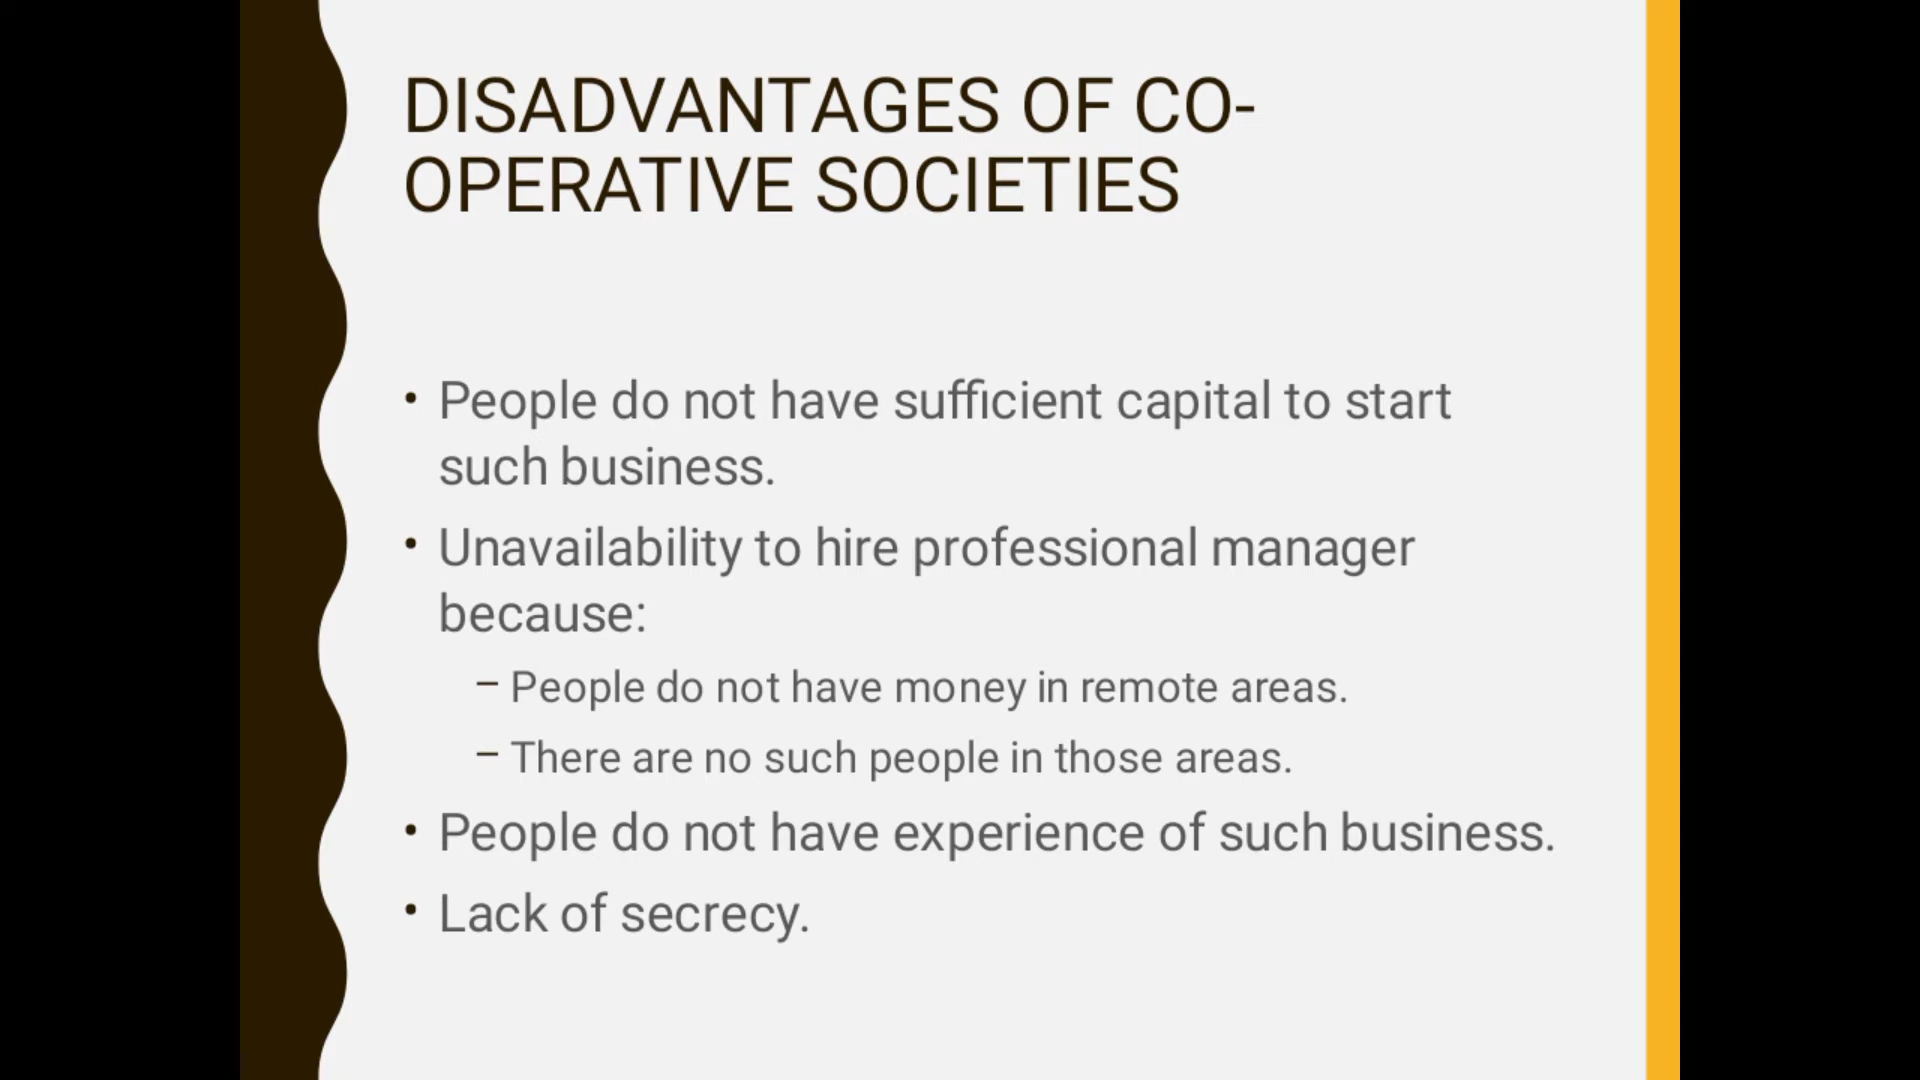 DISADVANTAGES OF CO-
OPERATIVE SOCIETIES
• People do not have sufficient capital to start
such business.
• Unavailability to hire professional manager
because:
– People do not have money in remote areas.
– There are no such people in those areas.
• People do not have experience of such business.
• Lack of secrecy.